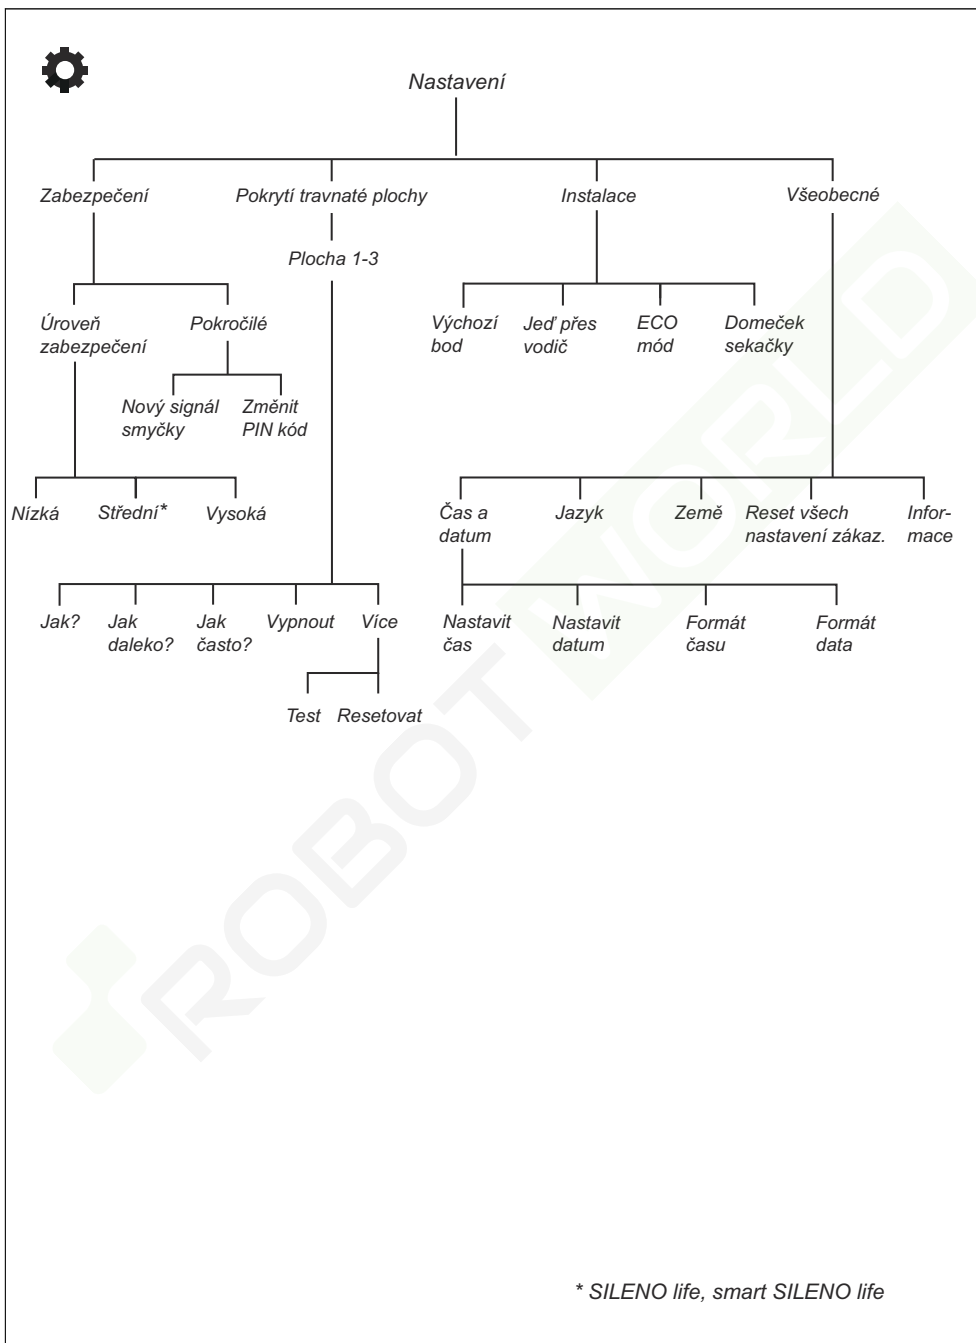 Nastavení
Zabezpečení
Pokrytí travnaté plochy
Instalace
Všeobecné
Plocha 1-3
Úroveň
zabezpečení
Pokročilé
Výchozí
bod
Jeď přes
vodič
ECO
mód
Domeček
sekačky
Nový signál
smyčky
Změnit
PIN kód
Nízká
Střední*
Vysoká
Čas a
datum
Jazyk
Země
Reset všech
nastavení zákaz.
Infor-
mace
Jak?
Jak
daleko?
Jak
často?
Vypnout
Více
Nastavit
čas
Nastavit
datum
Formát
času
Formát
data
Test
Resetovat
ROBOTWORLD
* SILENO life, smart SILENO life